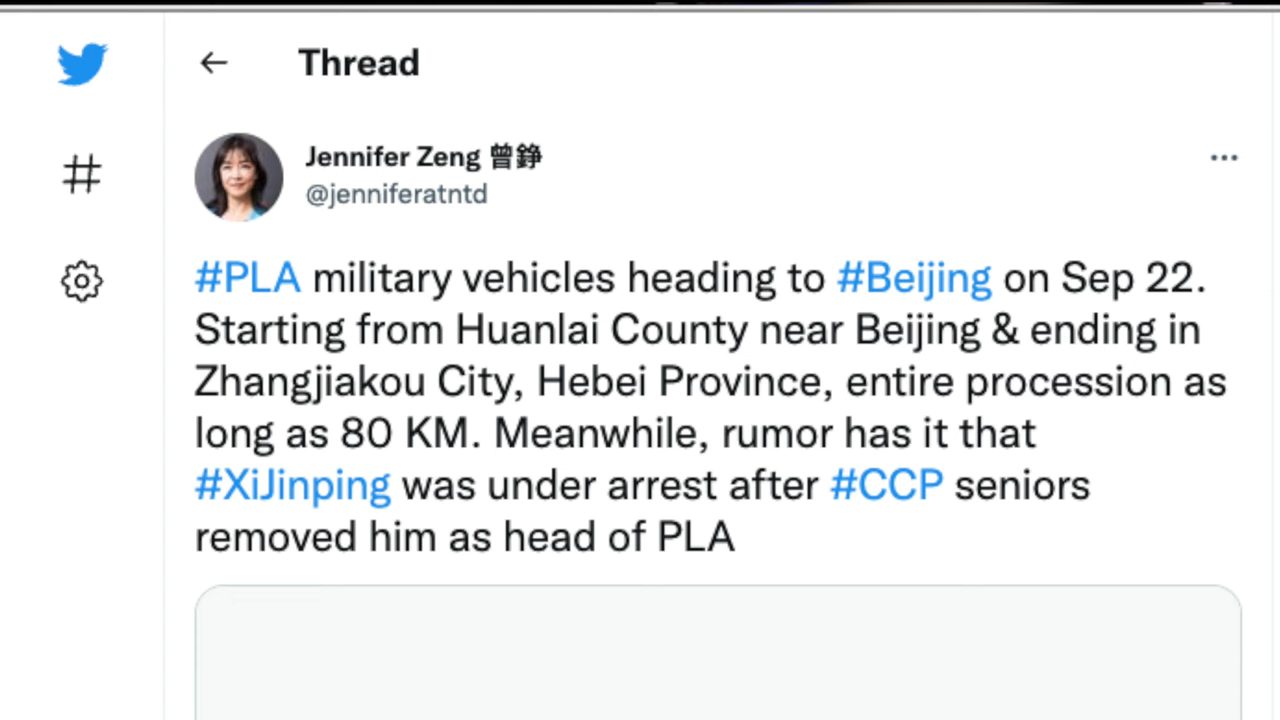 Thread
Jennifer Zeng 曾錚
@jenniferatntd
#PLA military vehicles heading to #Beijing on Sep 22.
Starting from Huanlai County near Beijing & ending in
Zhangjiakou City, Hebei Province, entire procession as
long as 80 KM. Meanwhile, rumor has it that
#XiJinping was under arrest after #CCP seniors
removed him as head of PLA